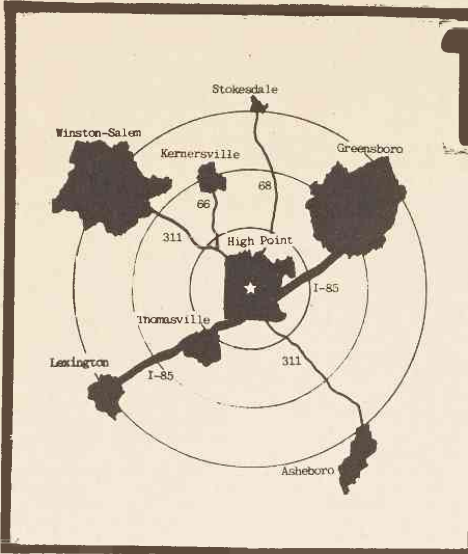 Stokesdale
Winston-Salem
Kernersville
Greensboro
68
66
311
High Point
I-85
Thomasville
311
Lexington
I-85
Asheboro